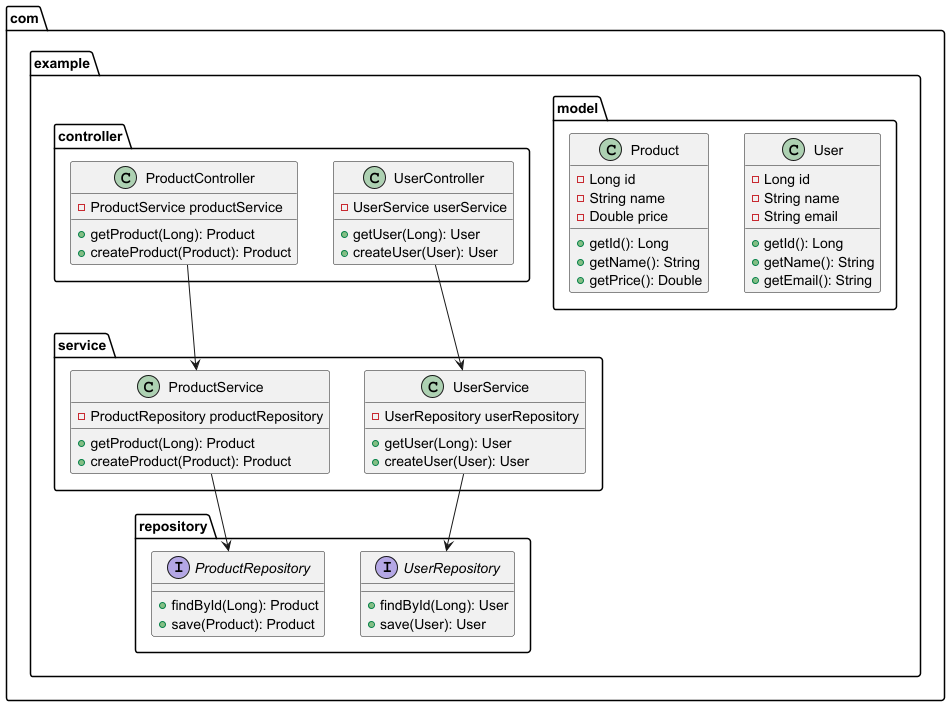 com
example
controller
C ProductController
ProductService productService
getProduct(Long): Product
createProduct(Product): Product
C UserController
UserService userService
getUser(Long): User
createUser(User): User
model
C Product
Long id
String name
Double price
getId(): Long
getName(): String
getPrice(): Double
C User
Long id
String name
String email
getId(): Long
getName(): String
getEmail(): String
service
C ProductService
ProductRepository productRepository
getProduct(Long): Product
createProduct(Product): Product
C UserService
UserRepository userRepository
getUser(Long): User
createUser(User): User
repository
I ProductRepository
findById(Long): Product
save(Product): Product
I UserRepository
findById(Long): User
save(User): User